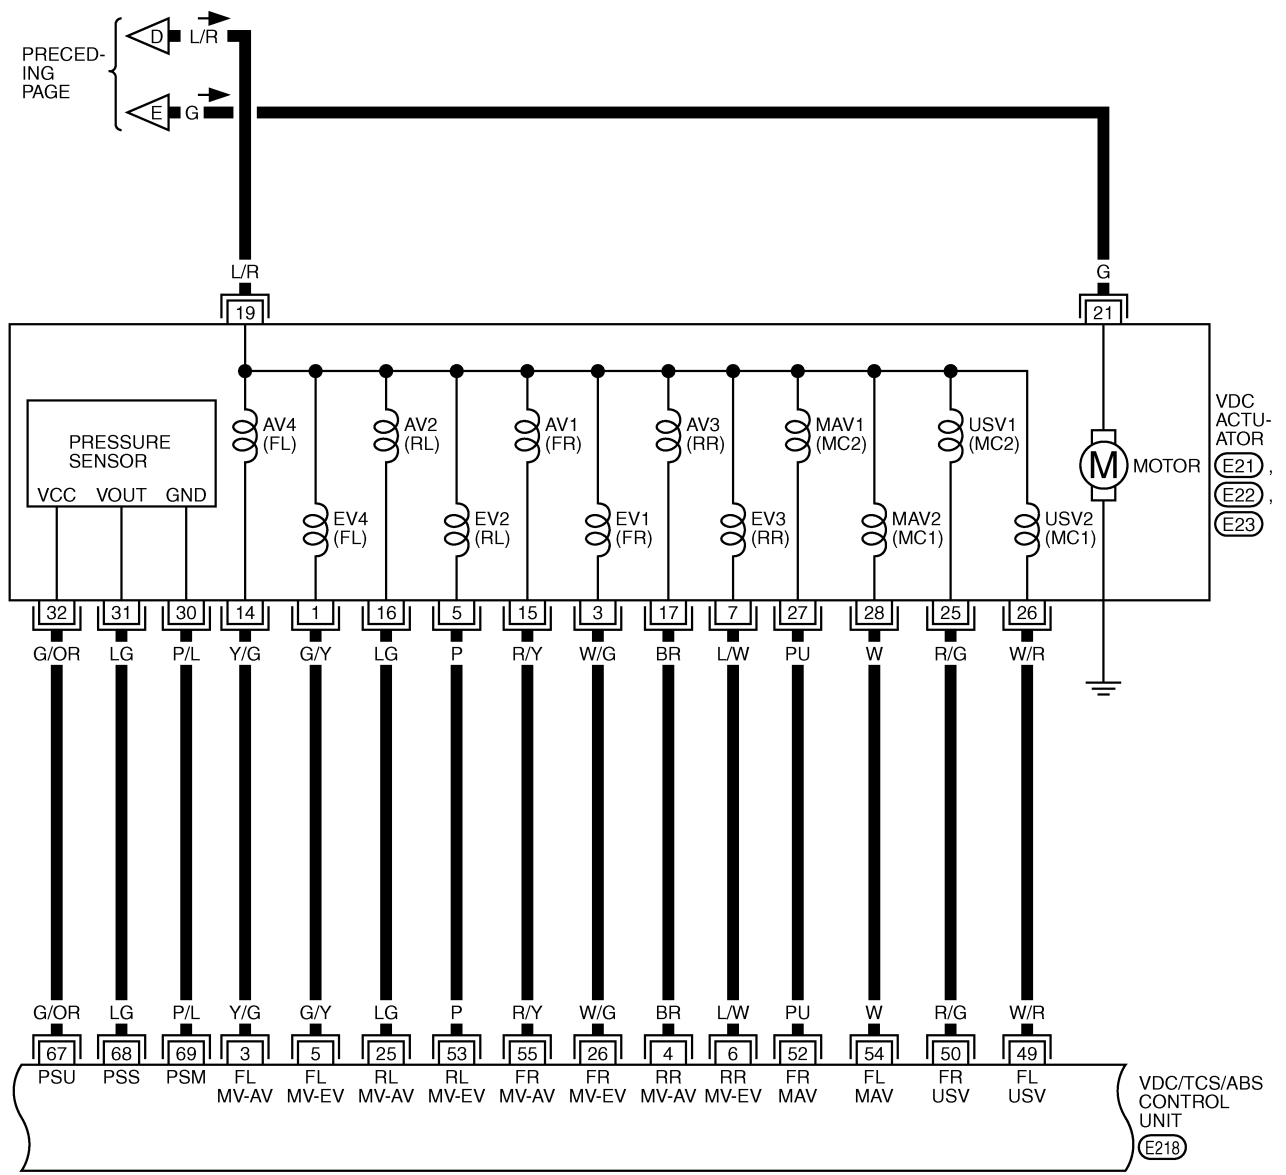 PRECED-
ING
PAGE
D L/R
E G
L/R G
19 21
PRESSURE
SENSOR
VCC VOUT GND
AV4
(FL)
AV2
(RL)
AV1
(FR)
AV3
(RR)
MAV1
(MC2)
USV1
(MC2)
EV4
(FL)
EV2
(RL)
EV1
(FR)
EV3
(RR)
MAV2
(MC1)
USV2
(MC1)
M MOTOR
VDC
ACTU-
ATOR
E21 ,
E22 ,
E23
32 31 30 14 1 16 5 15 3 17 7 27 28 25 26
G/OR LG P/L Y/G G/Y LG P R/Y W/G BR L/W PU W R/G W/R
G/OR LG P/L Y/G G/Y LG P R/Y W/G BR L/W PU W R/G W/R
67 68 69 3 5 25 53 55 26 4 6 52 54 50 49
PSU PSS PSM FL FL RL RL FR FR RR RR FR FL FR FL
MV-AV MV-EV MV-AV MV-EV MV-AV MV-EV MV-AV MV-EV MAV MAV USV USV
VDC/TCS/ABS
CONTROL
UNIT
E218